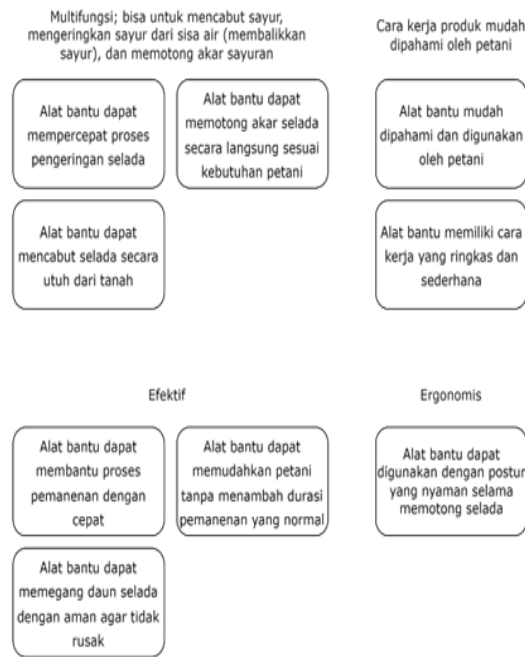 Multifungsi; bisa untuk mencabut sayur,
mengeringkan sayur dari sisa air (membalikkan
sayur), dan memotong akar sayuran
Cara kerja produk mudah
dipahami oleh petani
Alat bantu dapat
mempercepat proses
pengeringan selada
Alat bantu dapat
memotong akar selada
secara langsung sesuai
kebutuhan petani
Alat bantu mudah
dipahami dan digunakan
oleh petani
Alat bantu dapat
mencabut selada secara
utuh dari tanah
Alat bantu memiliki cara
kerja yang ringkas dan
sederhana
Efektif
Ergonomis
Alat bantu dapat
membantu proses
pemanenan dengan
cepat
Alat bantu dapat
memudahkan petani
tanpa menambah durasi
pemanenan yang normal
Alat bantu dapat
digunakan dengan postur
yang nyaman selama
memotong selada
Alat bantu dapat
memegang daun selada
dengan aman agar tidak
rusak